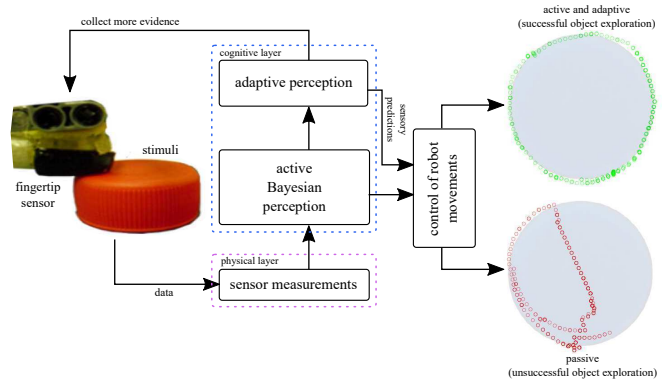 collect more evidence
active and adaptive
(successful object exploration)
cognitive layer
adaptive perception
sensory
predictions
stimuli
fingertip
sensor
active
Bayesian
perception
control of robot
movements
physical layer
sensor measurements
data
passive
(unsuccessful object exploration)